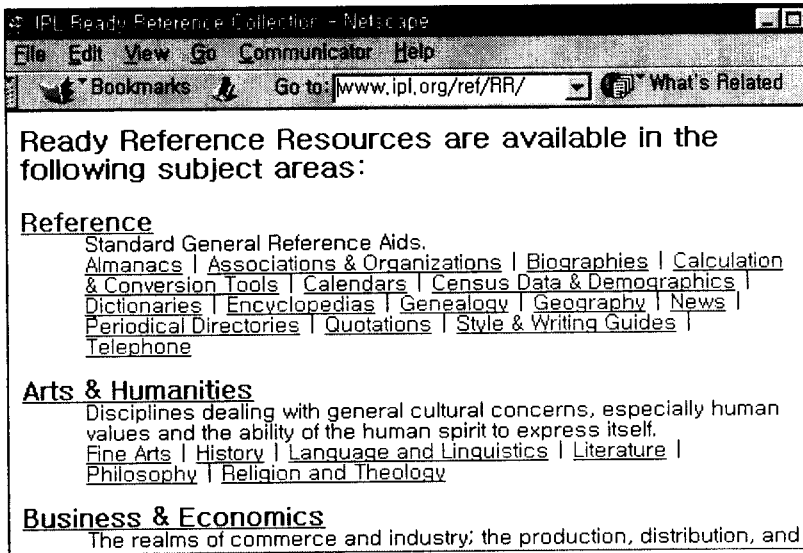 IPL Ready Reference Collection - Netscape
File Edit View Go Communicator Help
Bookmarks Go to: www.ipl.org/ref/RR/ What's Related
Ready Reference Resources are available in the
following subject areas:
Reference
Standard General Reference Aids.
Almanacs | Associations & Organizations | Biographies | Calculation
& Conversion Tools | Calendars | Census Data & Demographics |
Dictionaries | Encyclopedias | Genealogy | Geography | News |
Periodical Directories | Quotations | Style & Writing Guides |
Telephone
Arts & Humanities
Disciplines dealing with general cultural concerns, especially human
values and the ability of the human spirit to express itself.
Fine Arts | History | Language and Linguistics | Literature |
Philosophy | Religion and Theology
Business & Economics
The realms of commerce and industry; the production, distribution, and